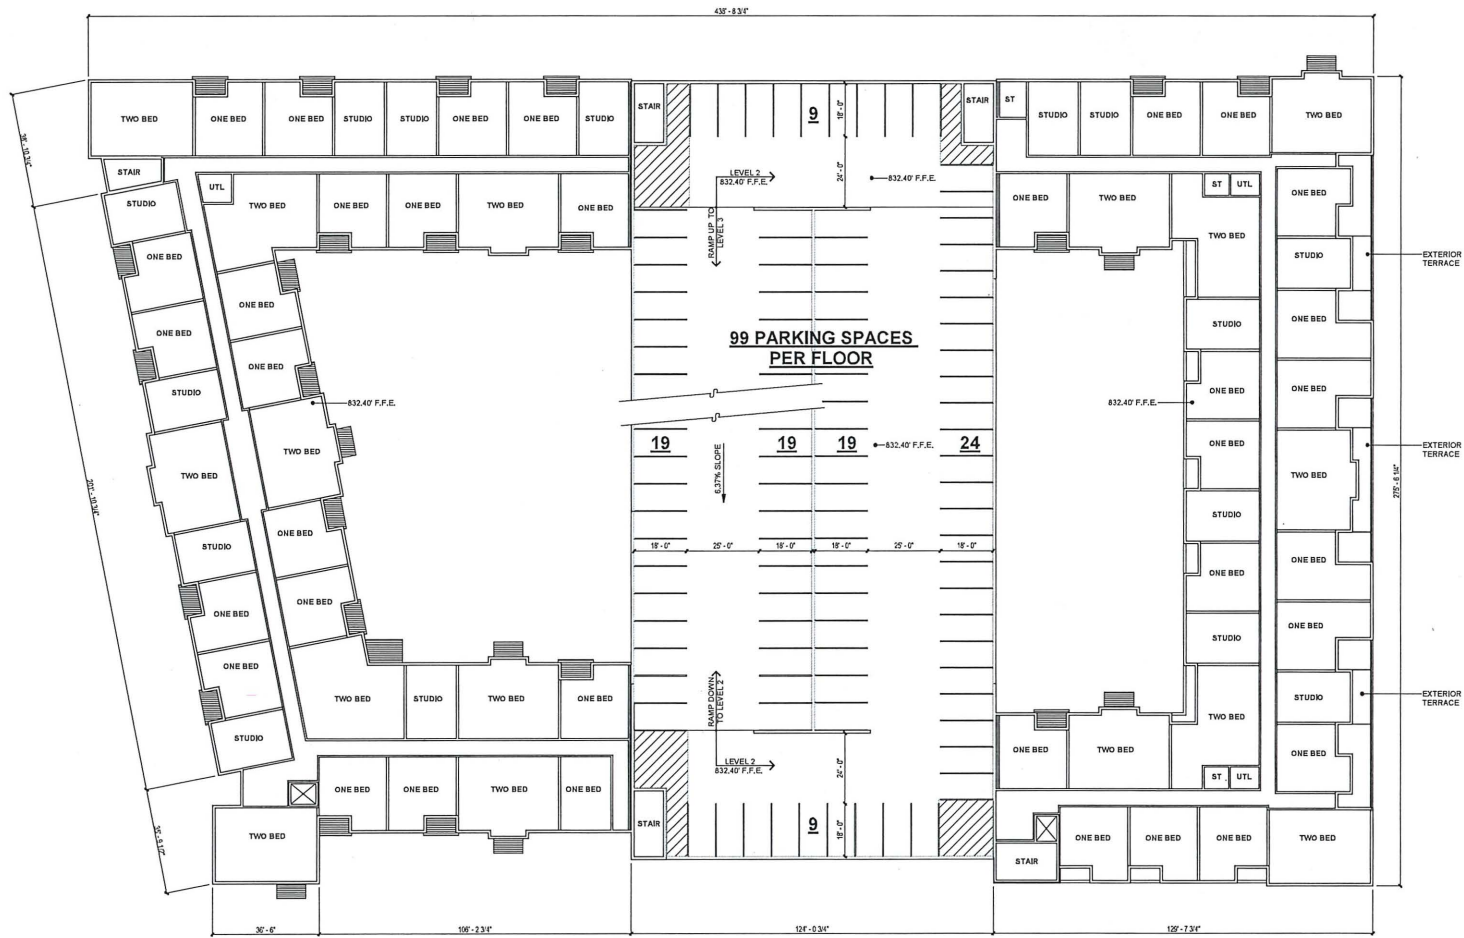 438' - 8 3/4"
TWO BED
ONE BED
ONE BED
STUDIO
STUDIO
ONE BED
ONE BED
STUDIO
STAIR
9
18' - 0"
STAIR
ST
STUDIO
STUDIO
ONE BED
ONE BED
TWO BED
STAIR
UTL
STUDIO
TWO BED
ONE BED
ONE BED
TWO BED
ONE BED
LEVEL 2
832.40' F.F.E.
24' - 0"
832.40' F.F.E.
ONE BED
TWO BED
ST
UTL
ONE BED
RAMP UP TO
LEVEL 3
TWO BED
ONE BED
STUDIO
EXTERIOR
TERRACE
ONE BED
ONE BED
STUDIO
ONE BED
ONE BED
ONE BED
99 PARKING SPACES
PER FLOOR
STUDIO
832.40' F.F.E.
832.40' F.F.E.
ONE BED
ONE BED
TWO BED
TWO BED
19
19
19
832.40' F.F.E.
24
ONE BED
TWO BED
EXTERIOR
TERRACE
6.37% SLOPE
275' - 6 1/4"
201' - 10 3/4"
STUDIO
ONE BED
STUDIO
18' - 0"
25' - 0"
18' - 0"
18' - 0"
25' - 0"
18' - 0"
ONE BED
ONE BED
ONE BED
ONE BED
STUDIO
ONE BED
ONE BED
TWO BED
STUDIO
TWO BED
ONE BED
RAMP DOWN
TO LEVEL 2
TWO BED
STUDIO
EXTERIOR
TERRACE
STUDIO
LEVEL 2
832.40' F.F.E.
24' - 0"
ONE BED
TWO BED
ST
UTL
ONE BED
ONE BED
ONE BED
TWO BED
ONE BED
TWO BED
STAIR
9
18' - 0"
STAIR
ONE BED
ONE BED
ONE BED
TWO BED
36' - 6"
106' - 2 3/4"
124' - 0 3/4"
129' - 7 3/4"